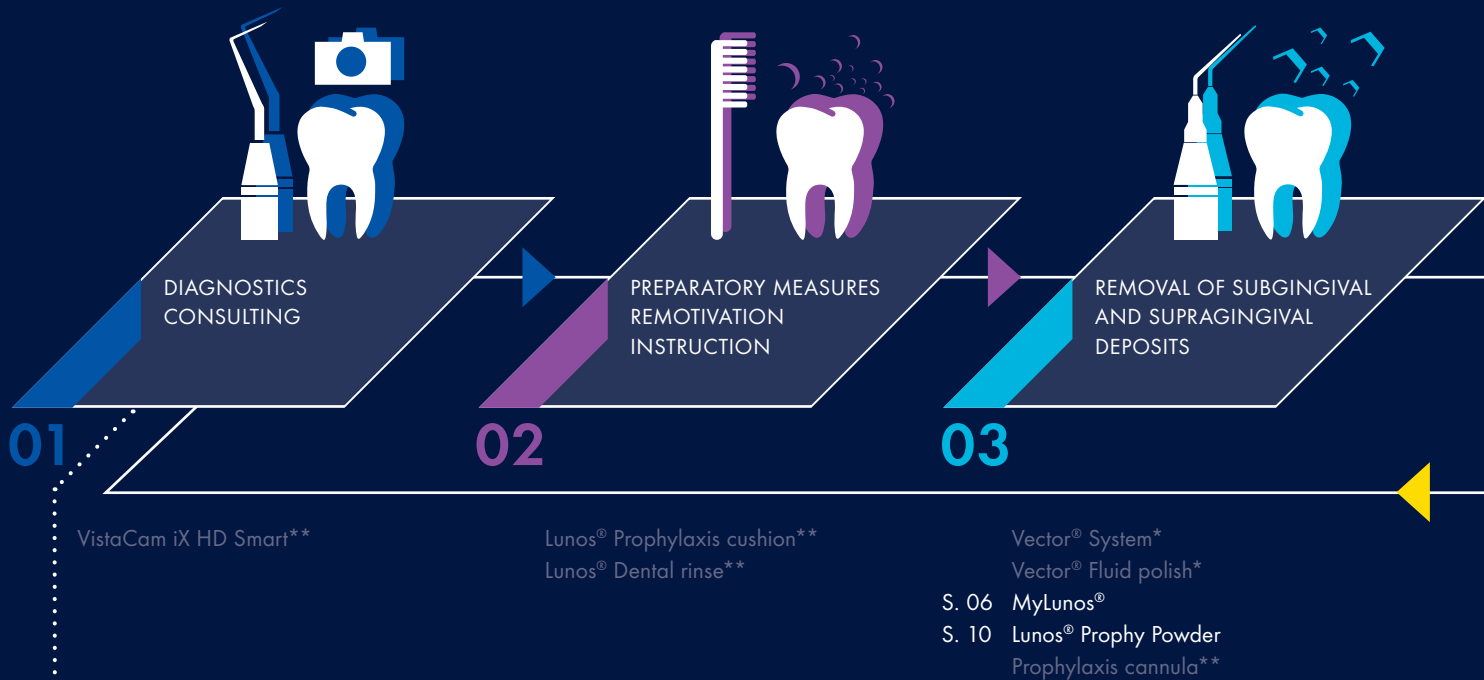 DIAGNOSTICS
CONSULTING
PREPARATORY MEASURES
REMOTIVATION
INSTRUCTION
REMOVAL OF SUBGINGIVAL
AND SUPRAGINGIVAL
DEPOSITS
01
02
03
VistaCam iX HD Smart**
Lunos® Prophylaxis cushion**
Lunos® Dental rinse**
Vector® System*
Vector® Fluid polish*
S. 06 MyLunos®
S. 10 Lunos® Prophy Powder
Prophylaxis cannula**